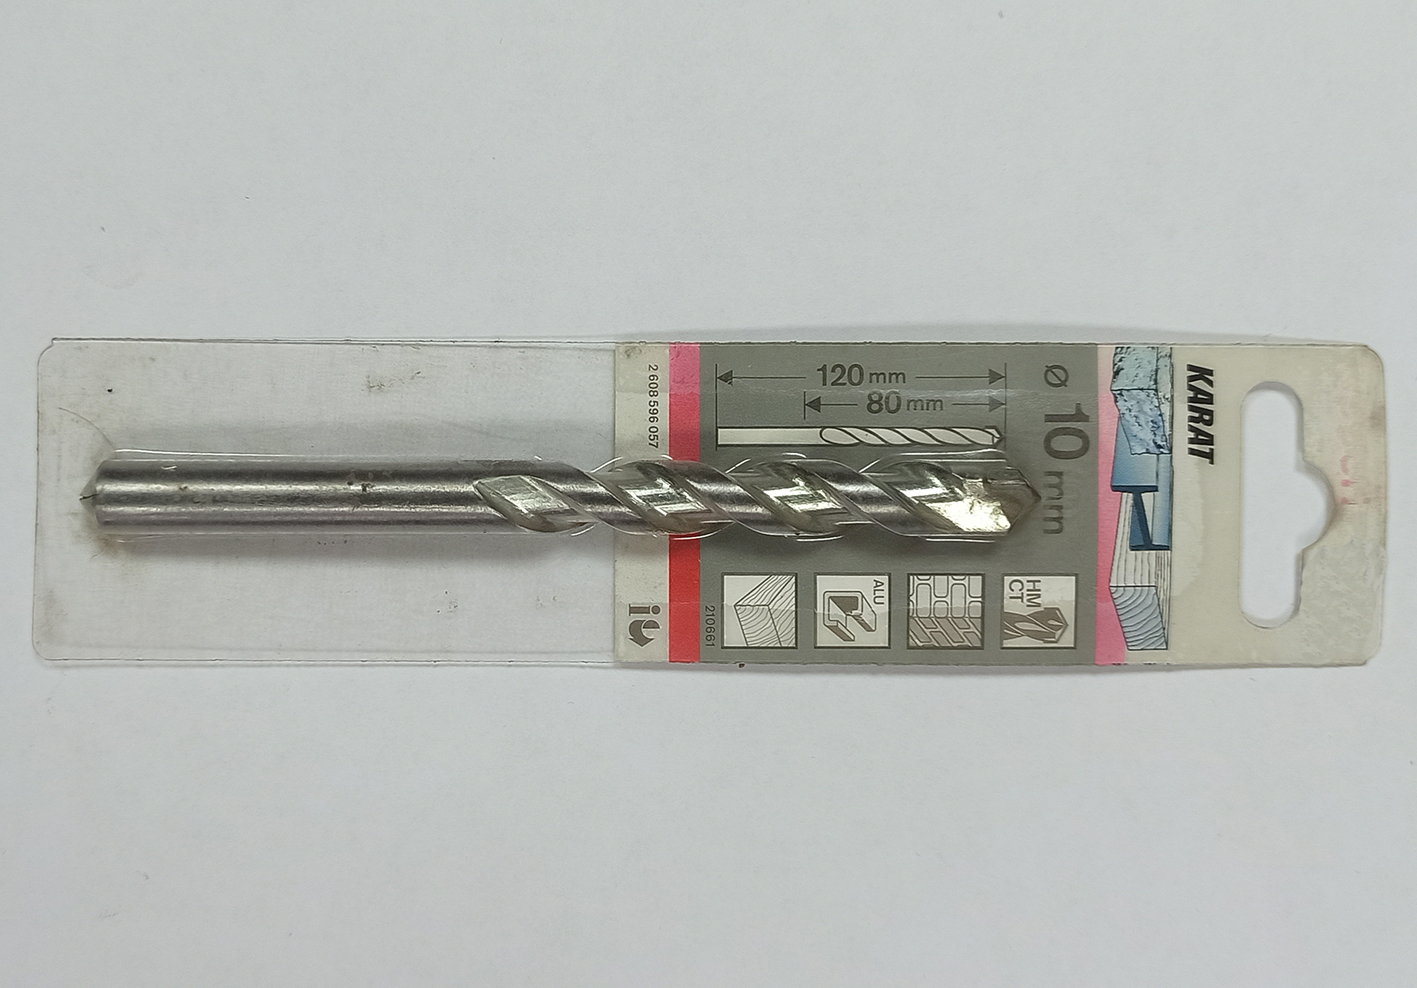 KARAT
Ø 10 mm
120 mm
80 mm
2 608 596 057
ALU
HM
CT
210661